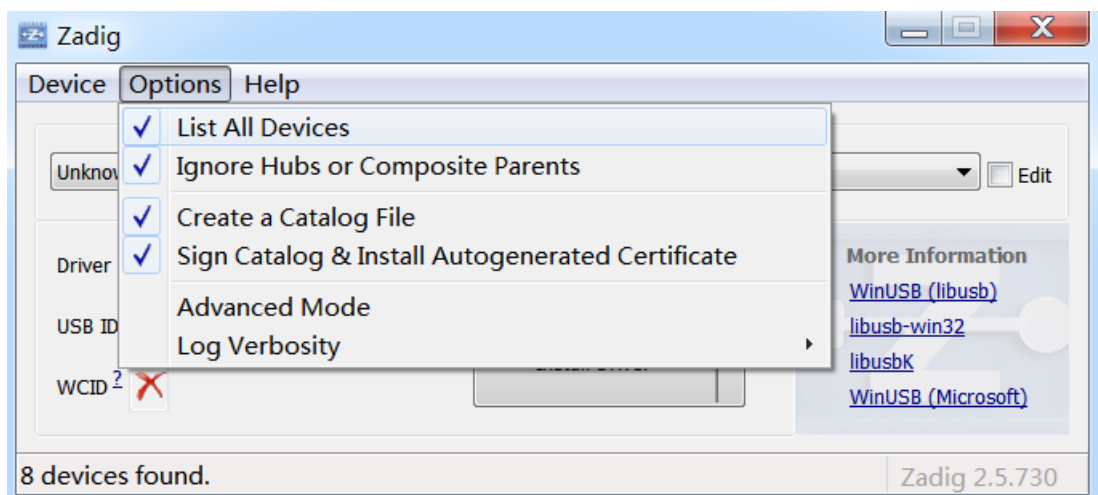 Zadig
Device Options Help
List All Devices
Ignore Hubs or Composite Parents
Edit
Create a Catalog File
Sign Catalog & Install Autogenerated Certificate
Driver
More Information
WinUSB (libusb)
Advanced Mode
USB ID
libusb-win32
Log Verbosity
libusbK
WCID ?
WinUSB (Microsoft)
8 devices found.
Zadig 2.5.730